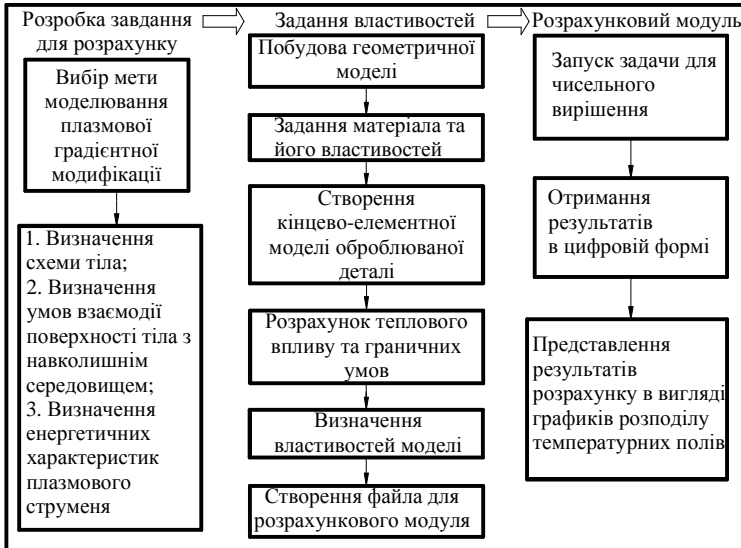 Розробка завдання
для розрахунку
Вибір мети
моделювання
плазмової
градієнтної
модифікації
1. Визначення
схеми тіла;
2. Визначення
умов взаємодії
поверхності тіла з
навколишнім
середовищем;
3. Визначення
енергетичних
характеристик
плазмового
струменя
Задання властивостей
Побудова геометричної
моделі
Задання матеріала та
його властивостей
Створення
кінцево-елементної
моделі оброблюваної
деталі
Розрахунок теплового
впливу та граничних
умов
Визначення
властивостей моделі
Створення файла для
розрахункового модуля
Розрахунковий модуль
Запуск задачи для
чисельного
вирішення
Отримання
результатів
в цифровій формі
Представлення
результатів
розрахунку в вигляді
графиків розподілу
температурних полів